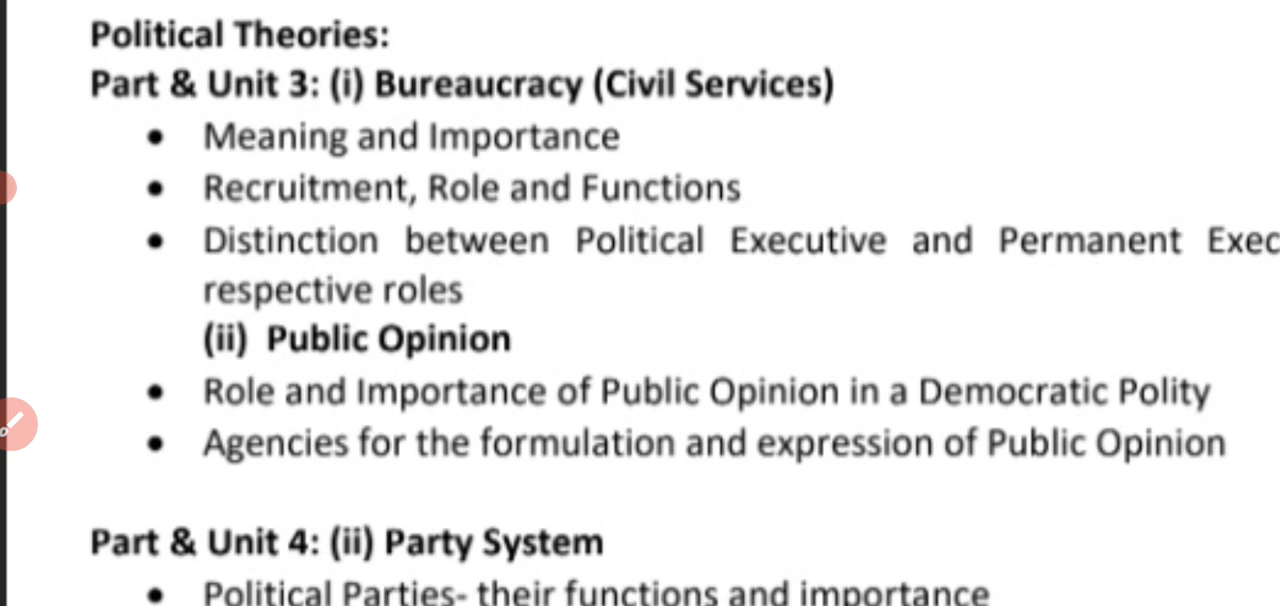 Political Theories:
Part & Unit 3: (i) Bureaucracy (Civil Services)
• Meaning and Importance
• Recruitment, Role and Functions
• Distinction between Political Executive and Permanent Exec
respective roles
(ii) Public Opinion
• Role and Importance of Public Opinion in a Democratic Polity
• Agencies for the formulation and expression of Public Opinion
Part & Unit 4: (ii) Party System
• Political Parties- their functions and importance